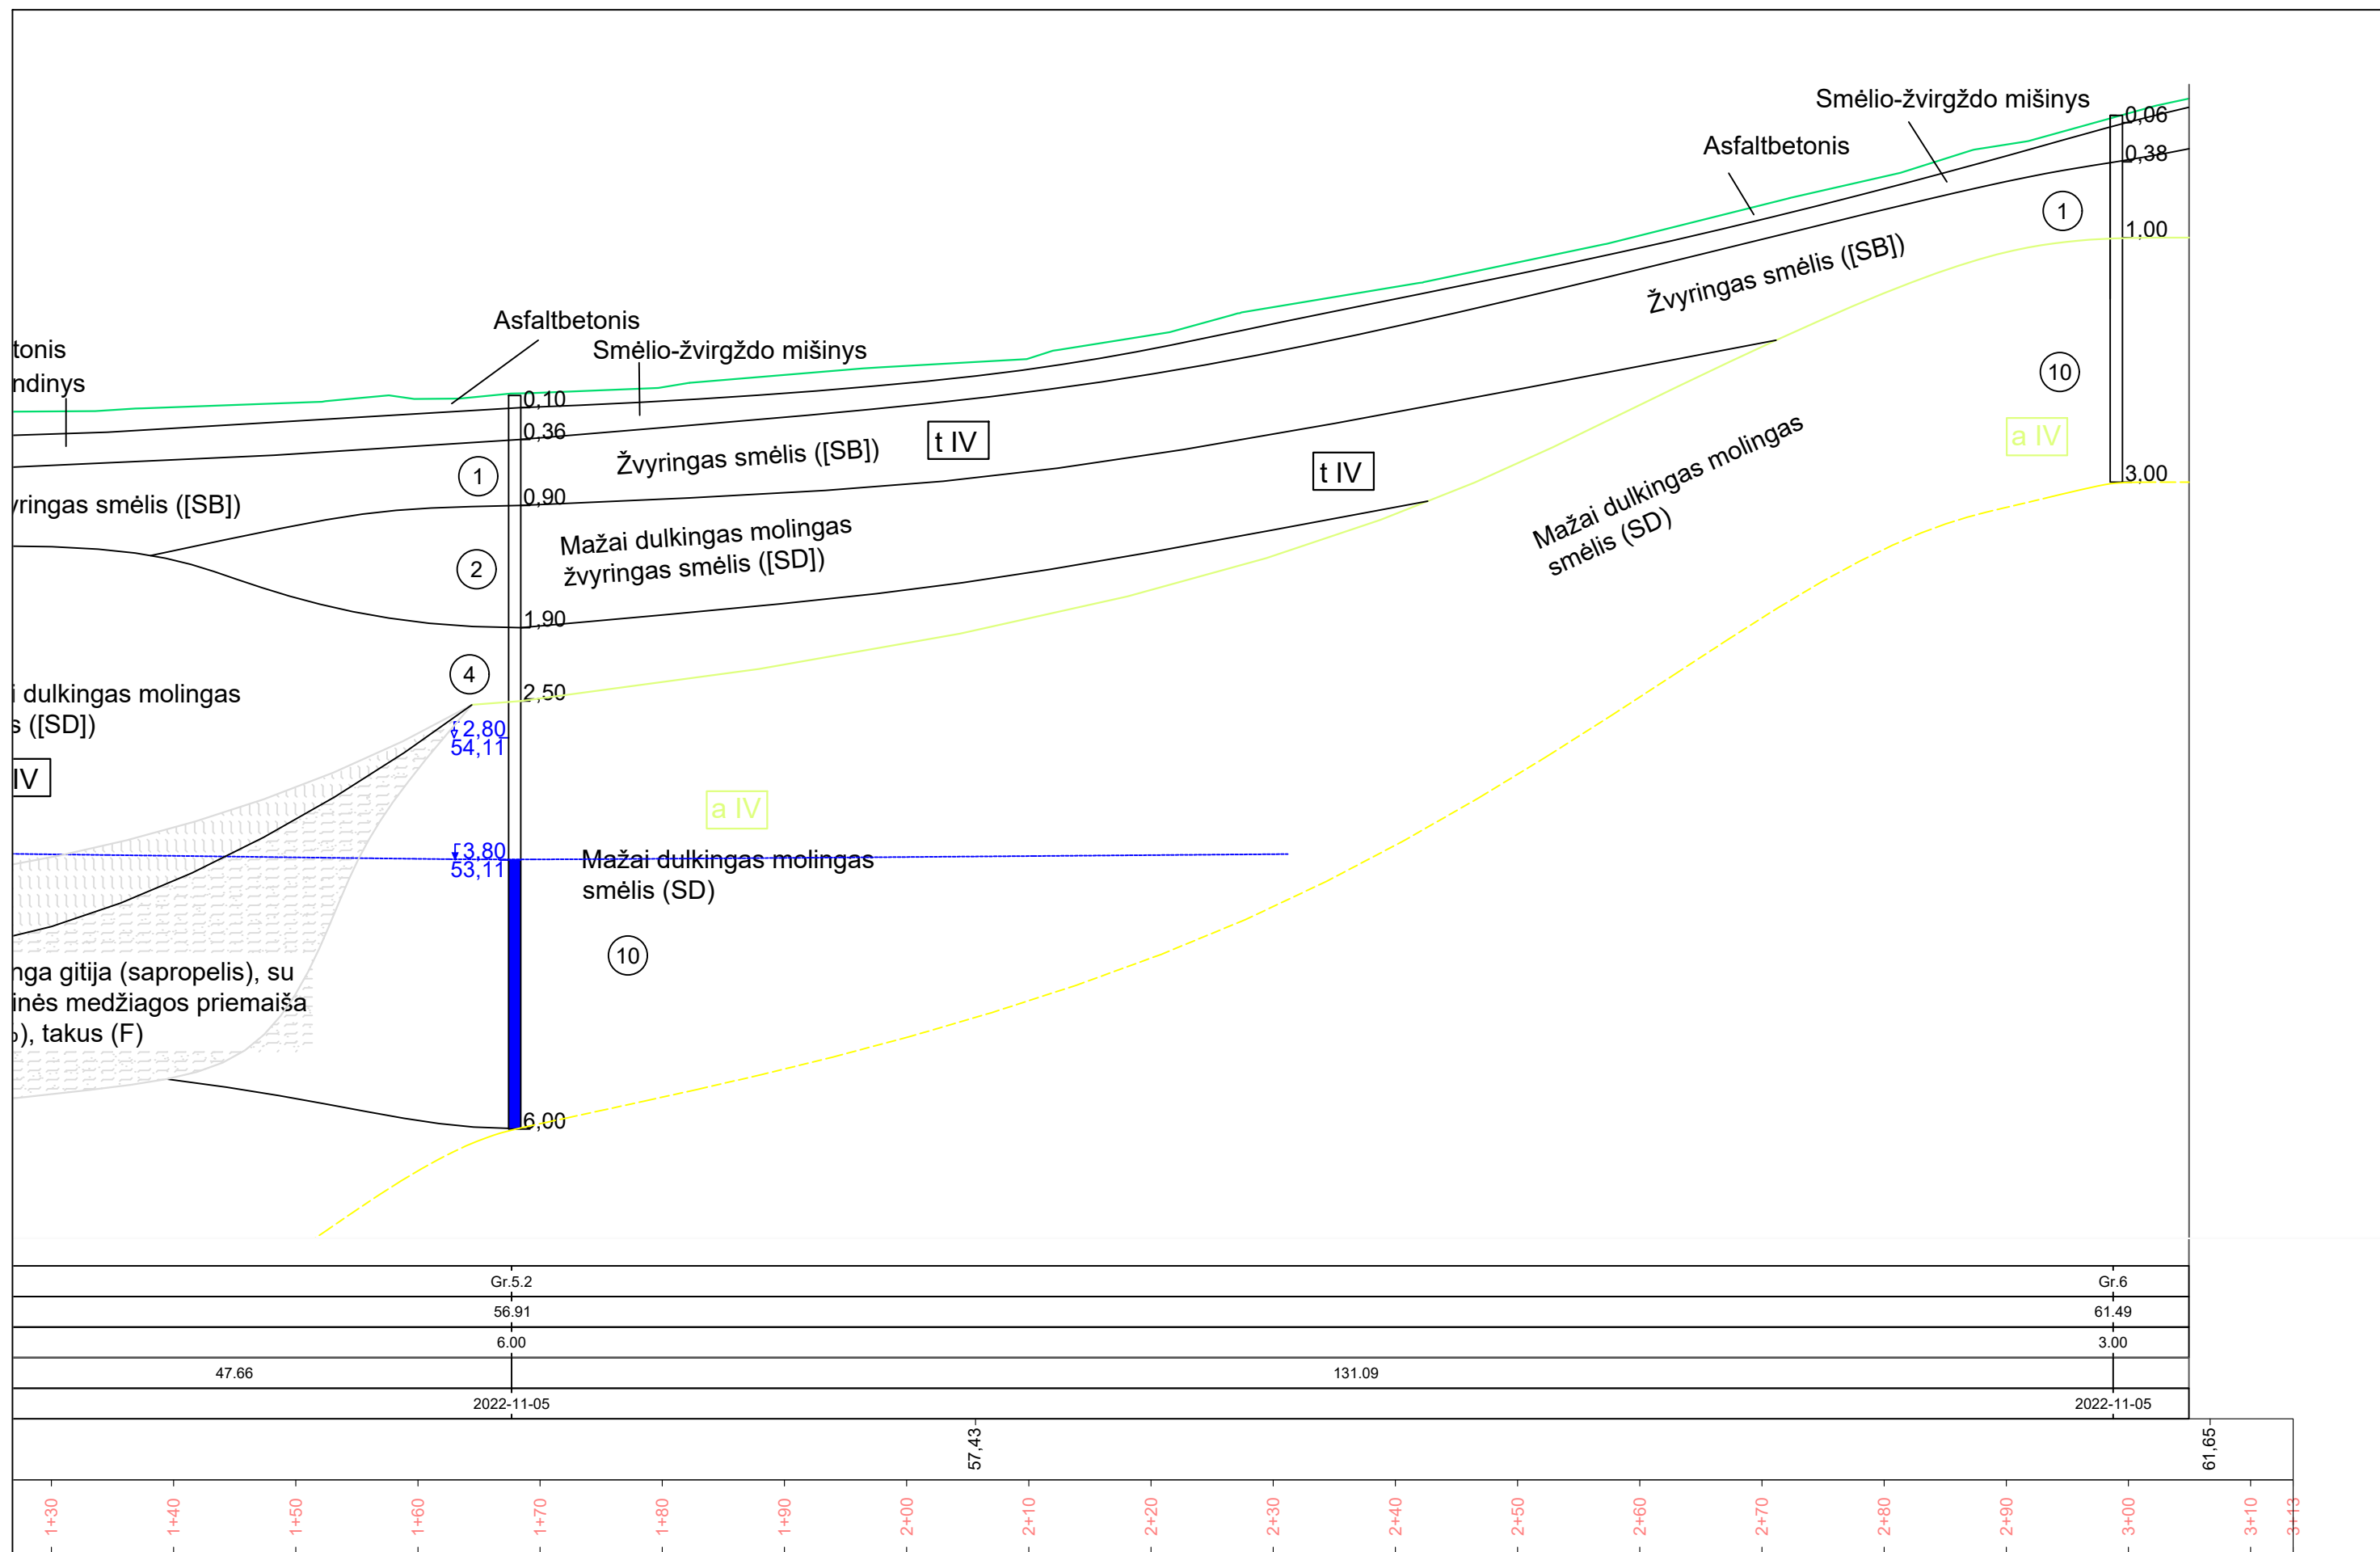 Smėlio-žvirgždo mišinys
0,06
Asfaltbetonis
0,38
1
1,00
Žvyringas smėlis ([SB])
Asfaltbetonis
tonis
Smėlio-žvirgždo mišinys
ndinys
10
0,10
0,36
t IV
a IV
Žvyringas smėlis ([SB])
t IV
3,00
1
0,90
yringas smėlis ([SB])
Mažai dulkingas molingas
smėlis (SD)
Mažai dulkingas molingas
žvyringas smėlis ([SD])
2
1,90
4
2,50
i dulkingas molingas
s ([SD])
2,80
54,11
IV
a IV
3,80
53,11
Mažai dulkingas molingas
smėlis (SD)
10
nga gitija (sapropelis), su
inės medžiagos priemaiša
), takus (F)
6,00
Gr.5.2 Gr.6
56.91 61.49
6.00 3.00
47.66 131.09
2022-11-05 2022-11-05
57,43 61,65
1+30 1+40 1+50 1+60 1+70 1+80 1+90 2+00 2+10 2+20 2+30 2+40 2+50 2+60 2+70 2+80 2+90 3+00 3+10 3+13